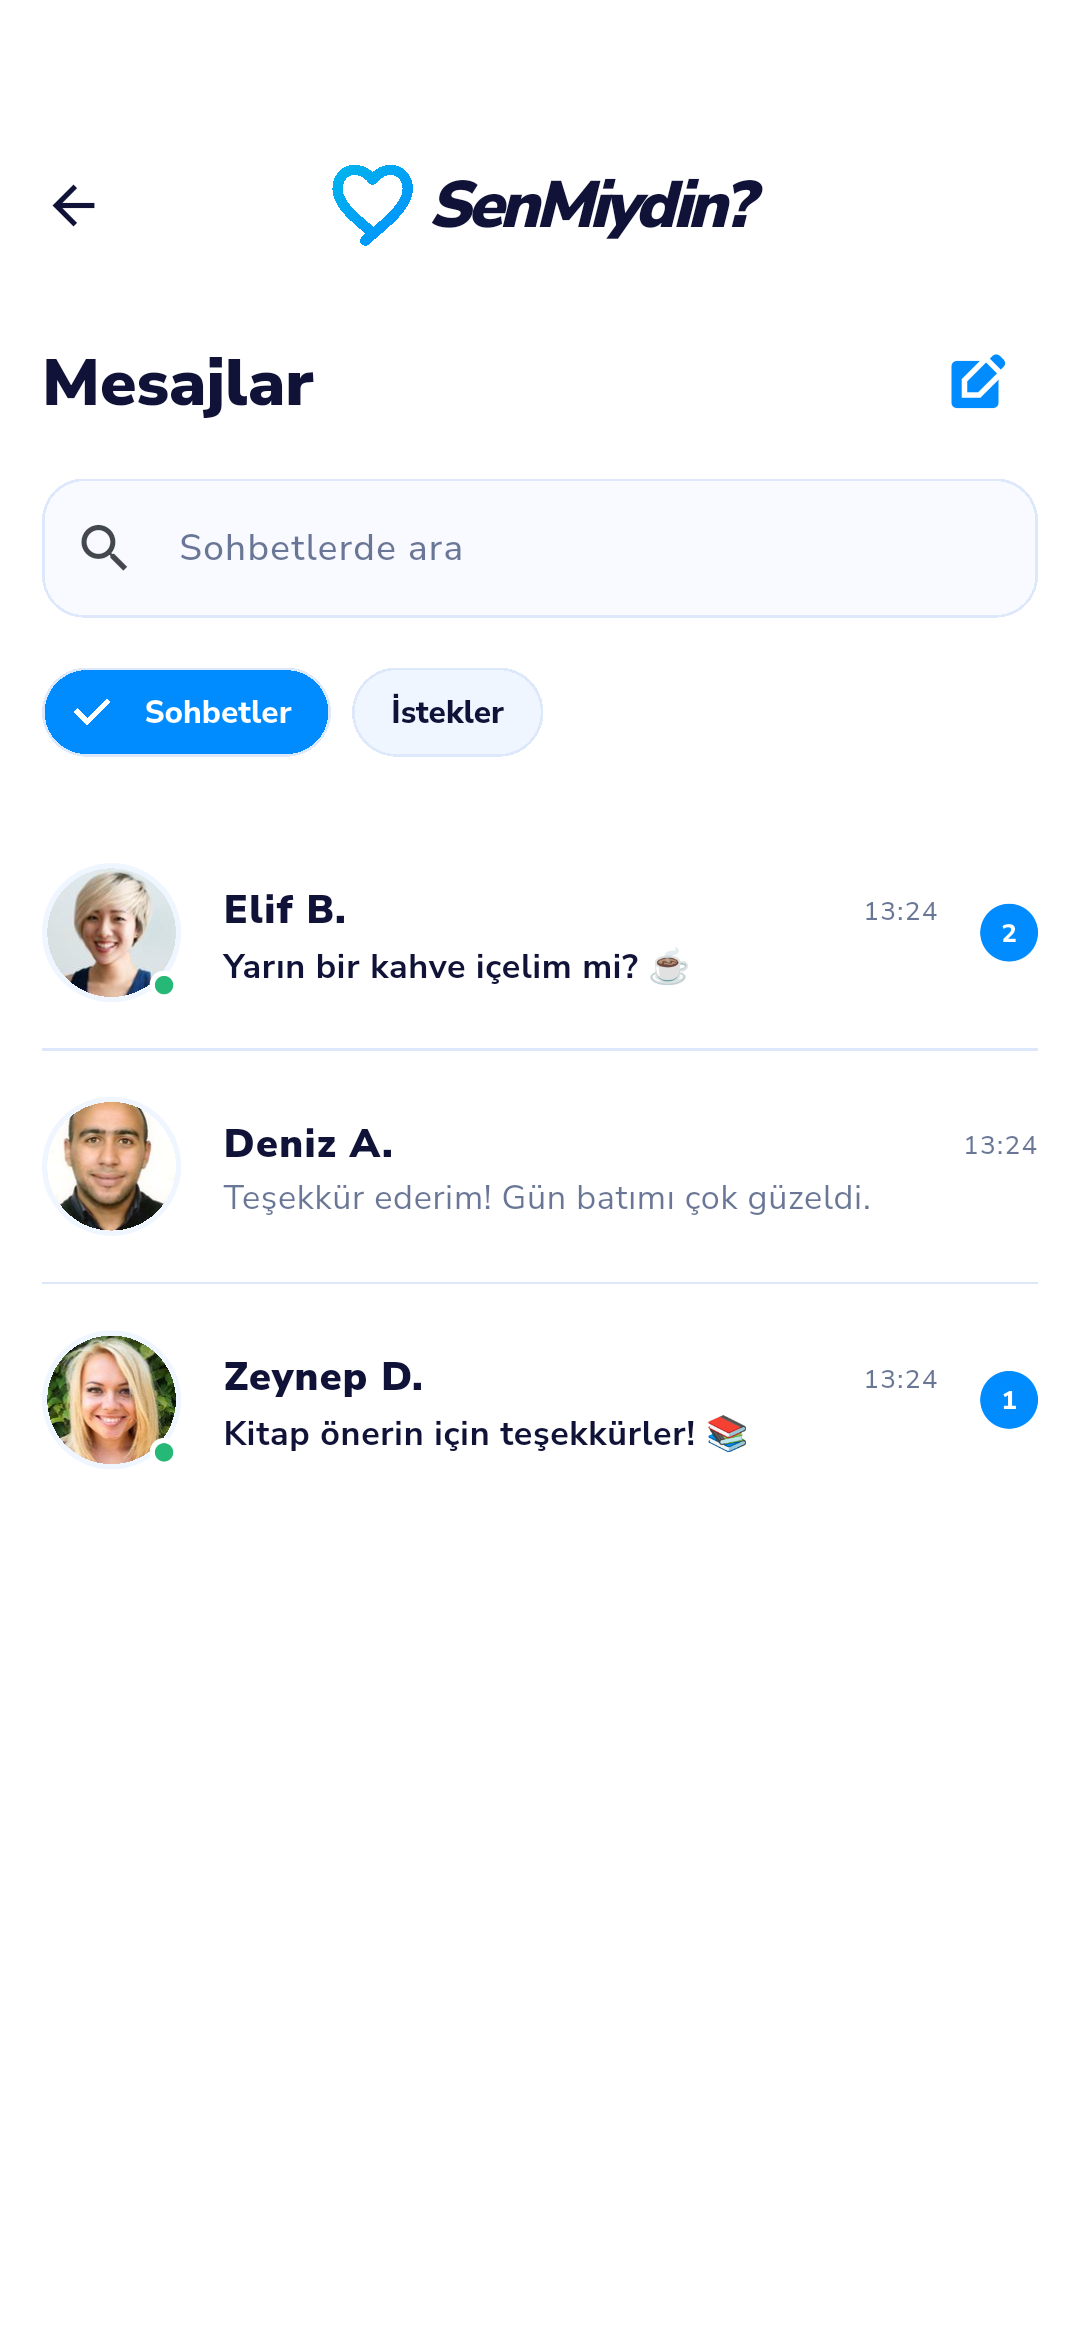 SenMiydin?
Mesajlar
Sohbetlerde ara
Sohbetler
İstekler
Elif B.
13:24
2
Yarın bir kahve içelim mi? ☕
Deniz A.
13:24
Teşekkür ederim! Gün batımı çok güzeldi.
Zeynep D.
13:24
1
Kitap önerin için teşekkürler! 📚